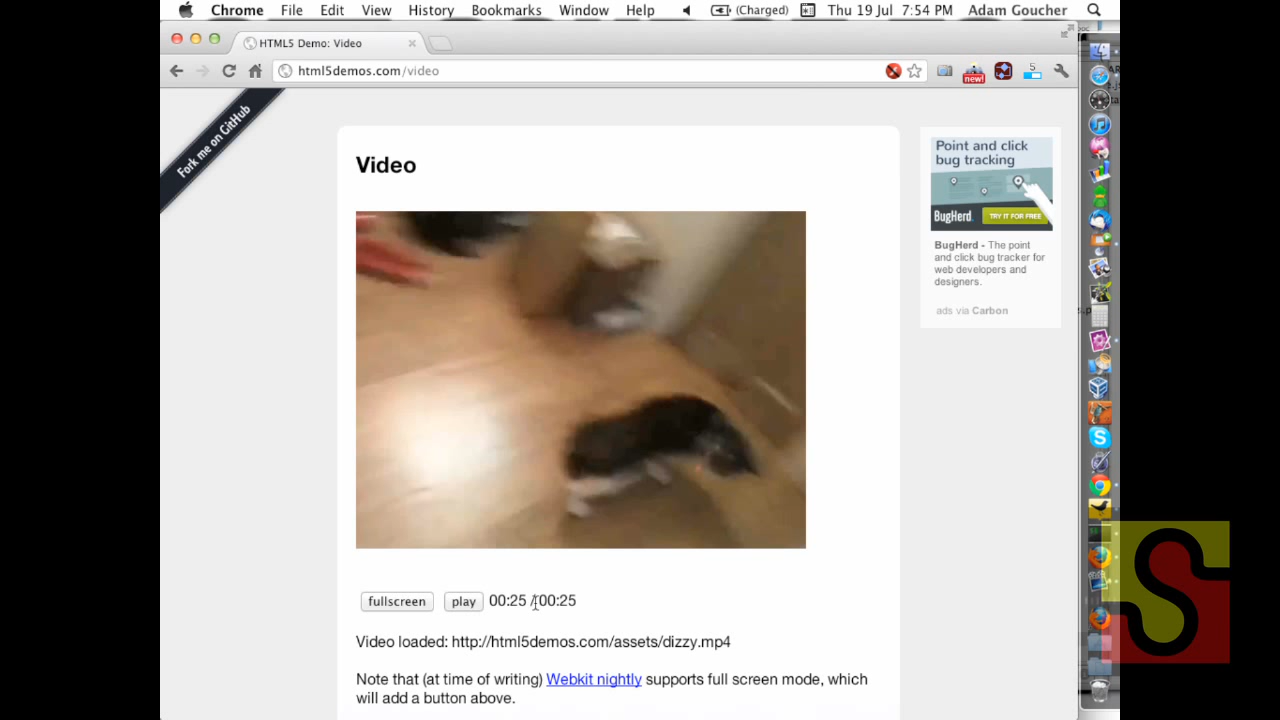 Chrome File Edit View History Bookmarks Window Help (Charged) Thu 19 Jul 7:54 PM Adam Goucher
HTML5 Demo: Video
html5demos.com/video
new!
5
Fork me on GitHub
Video
Point and click
bug tracking
BugHerd. TRY IT FOR FREE
BugHerd - The point
and click bug tracker for
web developers and
designers.
ads via Carbon
fullscreen play 00:25 / 00:25
Video loaded: http://html5demos.com/assets/dizzy.mp4
Note that (at time of writing) Webkit nightly supports full screen mode, which
will add a button above.
S